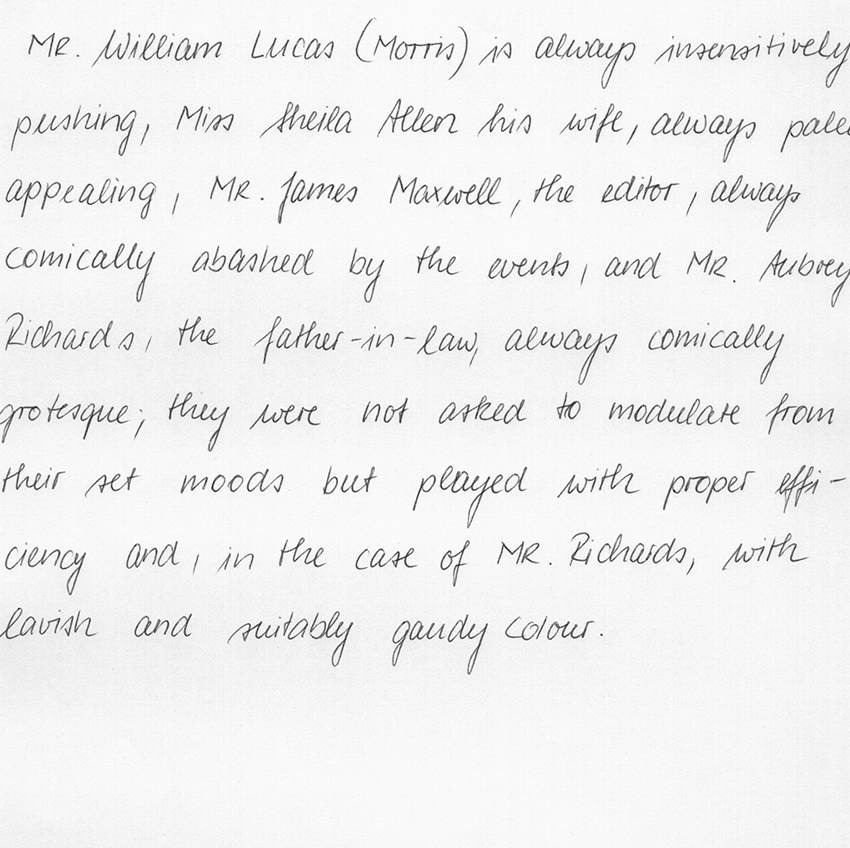 Mr. William Lucas (Morris) is always insensitively
pushing, Miss Sheila Allen his wife, always
appealing, Mr. James Maxwell, the editor, always
comically abashed by the events, and Mr. Aubrey
Richards, the father-in-law, always comically
grotesque; they were not asked to modulate from
their set moods but played with proper effi-
ciency and, in the case of Mr. Richards, with
lavish and suitably gaudy colour.